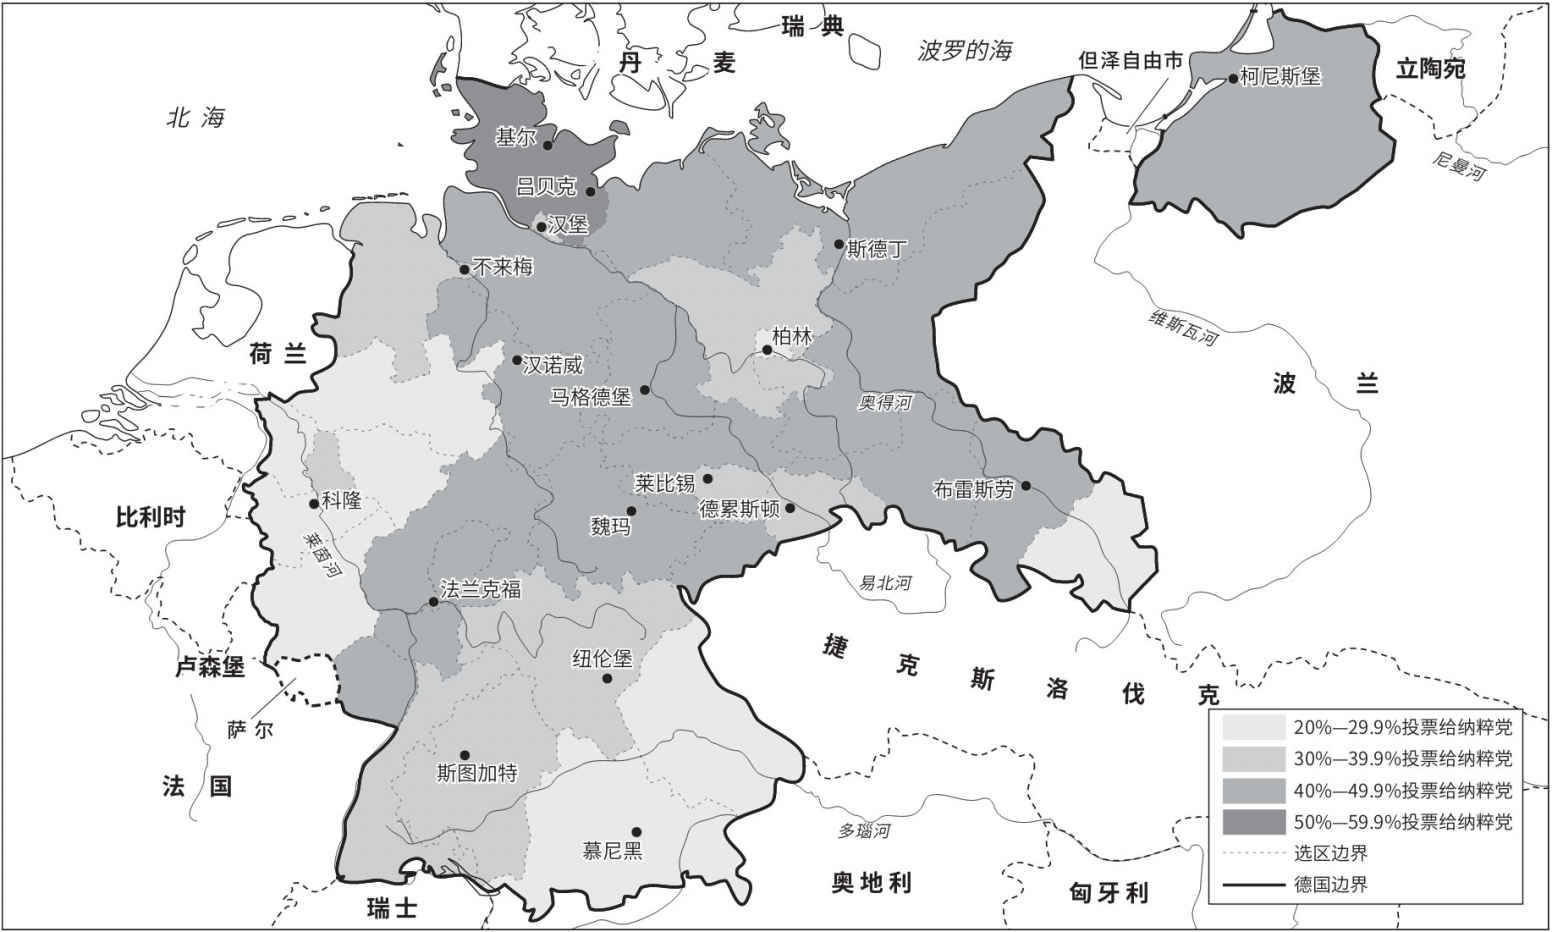 瑞典
丹麦
波罗的海
但泽自由市
柯尼斯堡
立陶宛
北海
基尔
尼曼河
吕贝克
汉堡
斯德丁
不来梅
维斯瓦河
柏林
荷兰
汉诺威
马格德堡
波兰
奥得河
莱比锡
布雷斯劳
科隆
德累斯顿
比利时
魏玛
莱茵河
法兰克福
易北河
捷克斯洛伐克
纽伦堡
卢森堡
萨尔
斯图加特
法国
多瑙河
慕尼黑
奥地利
匈牙利
瑞士
20%—29.9%投票给纳粹党
30%—39.9%投票给纳粹党
40%—49.9%投票给纳粹党
50%—59.9%投票给纳粹党
选区边界
德国边界